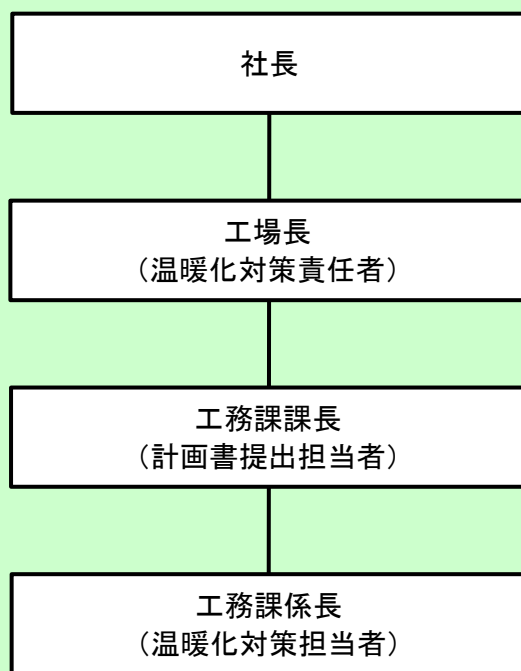 社長
工場長
（温暖化対策責任者）
工務課課長
（計画書提出担当者）
工務課係長
（温暖化対策担当者）